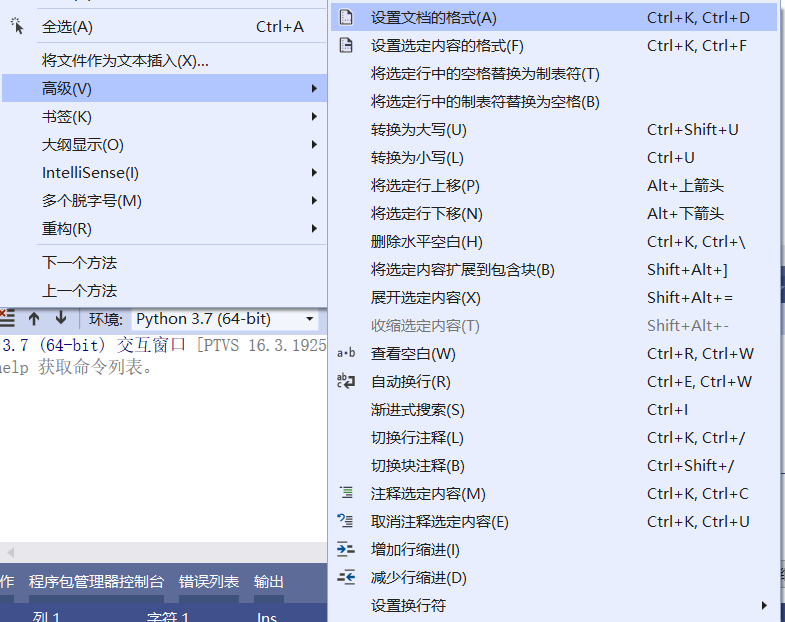 全选(A) Ctrl+A
将文件作为文本插入(X)...
高级(V)
书签(K)
大纲显示(O)
IntelliSense(I)
多个脱字号(M)
重构(R)
下一个方法
上一个方法
设置文档的格式(A) Ctrl+K, Ctrl+D
设置选定内容的格式(F) Ctrl+K, Ctrl+F
将选定行中的空格替换为制表符(T)
将选定行中的制表符替换为空格(B)
转换为大写(U) Ctrl+Shift+U
转换为小写(L) Ctrl+U
将选定行上移(P) Alt+上箭头
将选定行下移(N) Alt+下箭头
删除水平空白(H) Ctrl+K, Ctrl+\
将选定内容扩展到包含块(B) Shift+Alt+]
展开选定内容(X) Shift+Alt+=
收缩选定内容(T) Shift+Alt+-
a·b 查看空白(W) Ctrl+R, Ctrl+W
自动换行(R) Ctrl+E, Ctrl+W
渐进式搜索(S) Ctrl+I
切换行注释(L) Ctrl+K, Ctrl+/
切换块注释(B) Ctrl+Shift+/
注释选定内容(M) Ctrl+K, Ctrl+C
取消注释选定内容(E) Ctrl+K, Ctrl+U
增加行缩进(I)
减少行缩进(D)
设置换行符
环境: Python 3.7 (64-bit)
3.7 (64-bit) 交互窗口 [PTVS 16.3.1925
elp 获取命令列表。
作 程序包管理器控制台 错误列表 输出
列 1 字符 1 Ins